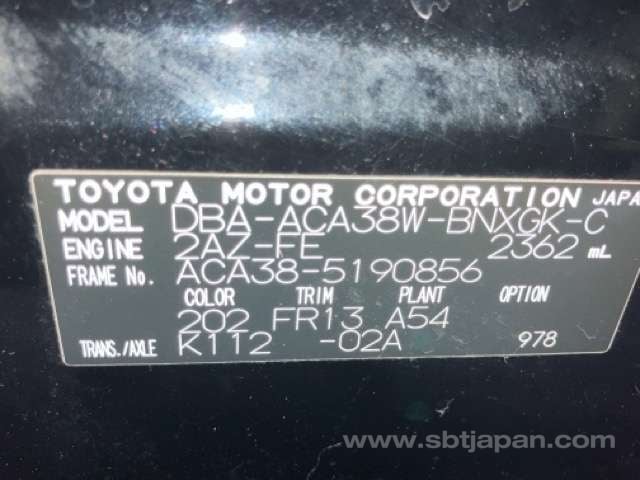 TOYOTA MOTOR CORPORATION JAPA
MODEL DBA-ACA38W-BNXGK-C
ENGINE 2AZ-FE 2362 mL
FRAME No. ACA38-5190856
COLOR TRIM PLANT OPTION
202 FR13 A54
TRANS./AXLE K112 -02A 978
www.sbtjapan.com